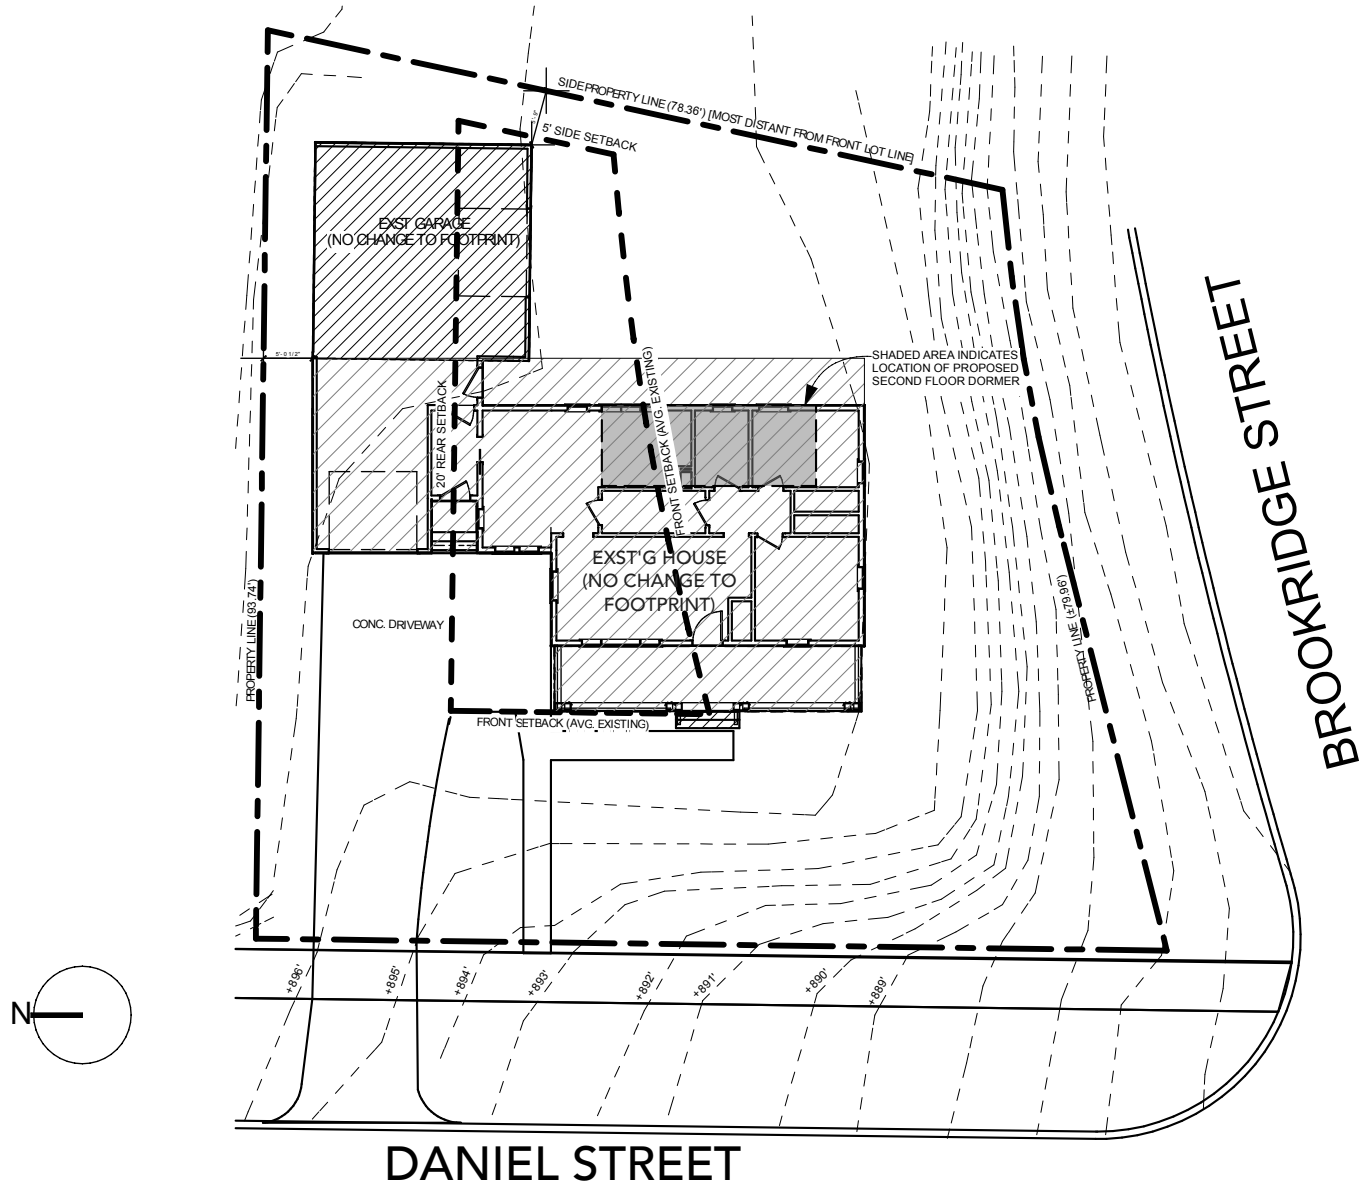 SIDE PROPERTY LINE (78.36') [MOST DISTANT FROM FRONT LOT LINE]
5' SIDE SETBACK
EXST GARAGE
(NO CHANGE TO FOOTPRINT)
5'- 0 1/2"
SHADED AREA INDICATES
LOCATION OF PROPOSED
SECOND FLOOR DORMER
20' REAR SETBACK
FRONT SETBACK (AVG. EXISTING)
EXST'G HOUSE
(NO CHANGE TO
FOOTPRINT)
CONC. DRIVEWAY
PROPERTY LINE (93.74')
PROPERTY LINE (±79.96')
BROOKRIDGE STREET
FRONT SETBACK (AVG. EXISTING)
+896'
+895'
+894'
+893'
+892'
+891'
+890'
+889'
N
DANIEL STREET